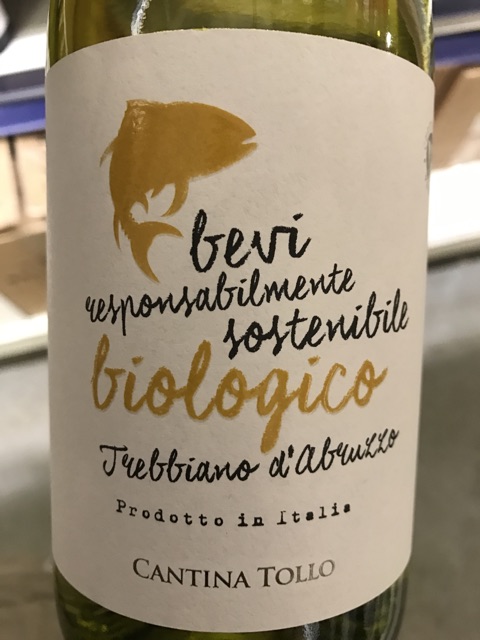 bevi
responsabilmente
sostenibile
biologico
Trebbiano d'Abruzzo
Prodotto in Italia
CANTINA TOLLO